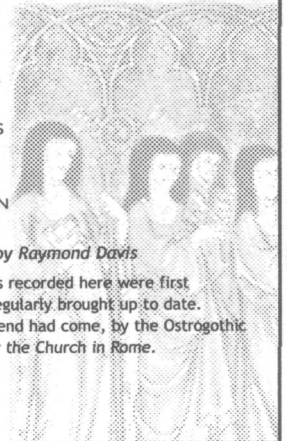 S
N
by Raymond Davis
s recorded here were first
egularly brought up to date.
end had come, by the Ostrogothic
the Church in Rome.